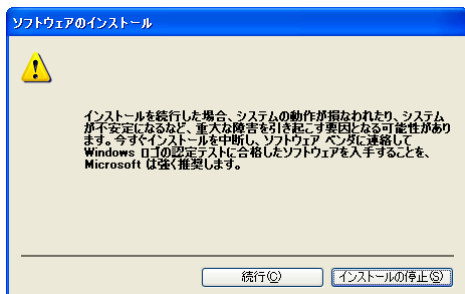 ソフトウェアのインストール
インストールを続行した場合、システムの動作が損なわれたり、システム
が不安定になるなど、重大な障害を引き起こす要因となる可能性があり
ます。今すぐインストールを中断し、ソフトウェア ベンダに連絡して
Windows ロゴの認定テストに合格したソフトウェアを入手することを、
Microsoft は強く推奨します。
続行(C)
インストールの停止(S)